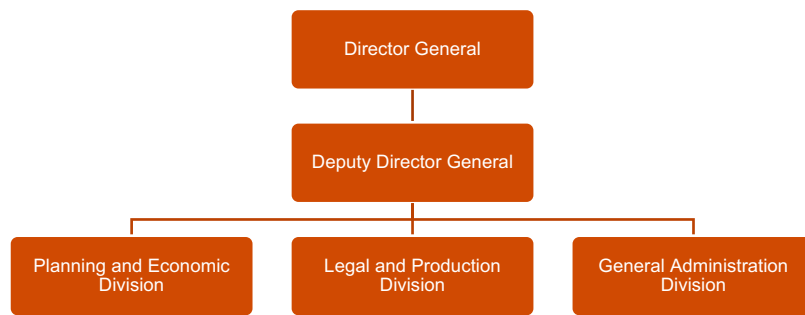 Director General
Deputy Director General
Planning and Economic
Division
Legal and Production
Division
General Administration
Division